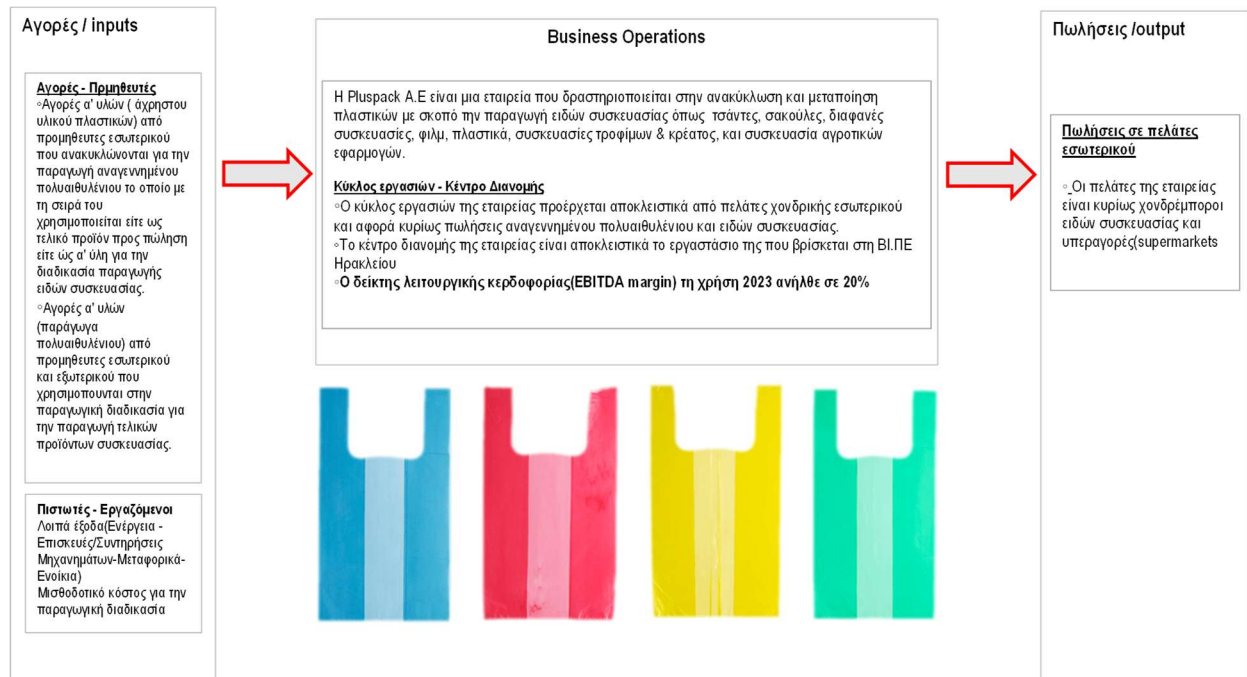 Αγορές / inputs
Αγορές - Πρμηθευτές
◦Αγορές α' υλών ( άχρηστου
υλικού πλαστικών) από
προμηθευτες εσωτερικού
που ανακυκλώνονται για την
παραγωγή αναγεννημένου
πολυαιθυλένιου το οποίο με
τη σειρά του
χρησιμοποιείται είτε ως
τελικό προϊόν προς πώληση
είτε ώς α' ύλη για την
διαδικασία παραγωγής
ειδών συσκευασίας.
◦Αγορές α' υλών
(παράγωγα
πολυαιθυλένιου) από
προμηθευτες εσωτερικού
και εξωτερικού που
χρησιμοπουνται στην
παραγωγική διαδικασία για
την παραγωγή τελικών
προϊόντων συσκευασίας.
Πιστωτές - Εργαζόμενοι
Λοιπά έξοδα(Ενέργεια -
Επισκευές/Συντηρήσεις
Μηχανημάτων-Μεταφορικά-
Ενοίκια)
Μισθοδοτικό κόστος για την
παραγωγική διαδικασία
Business Operations
Η Pluspack Α.Ε είναι μια εταιρεία που δραστηριοποιείται στην ανακύκλωση και μεταποίηση
πλαστικών με σκοπό την παραγωγή ειδών συσκευασίας όπως τσάντες, σακούλες, διαφανές
συσκευασίες, φιλμ, πλαστικά, συσκευασίες τροφίμων & κρέατος, και συσκευασία αγροτικών
εφαρμογών.
Κύκλος εργασιών - Κέντρο Διανομής
◦Ο κύκλος εργασιών της εταιρείας προέρχεται αποκλειστικά από πελάτες χονδρικής εσωτερικού
και αφορά κυρίως πωλήσεις αναγεννημένου πολυαιθυλένιου και ειδών συσκευασίας.
◦Το κέντρο διανομής της εταιρείας είναι αποκλειστικά το εργαστάσιο της που βρίσκεται στη ΒΙ.ΠΕ
Ηρακλείου
◦Ο δείκτης λειτουργικής κερδοφορίας(EBITDA margin) τη χρήση 2023 ανήλθε σε 20%
Πωλήσεις /output
Πωλήσεις σε πελάτες
εσωτερικού
◦_Οι πελάτες της εταιρείας
είναι κυρίως χονδρέμποροι
ειδών συσκευασίας και
υπεραγορές(supermarkets